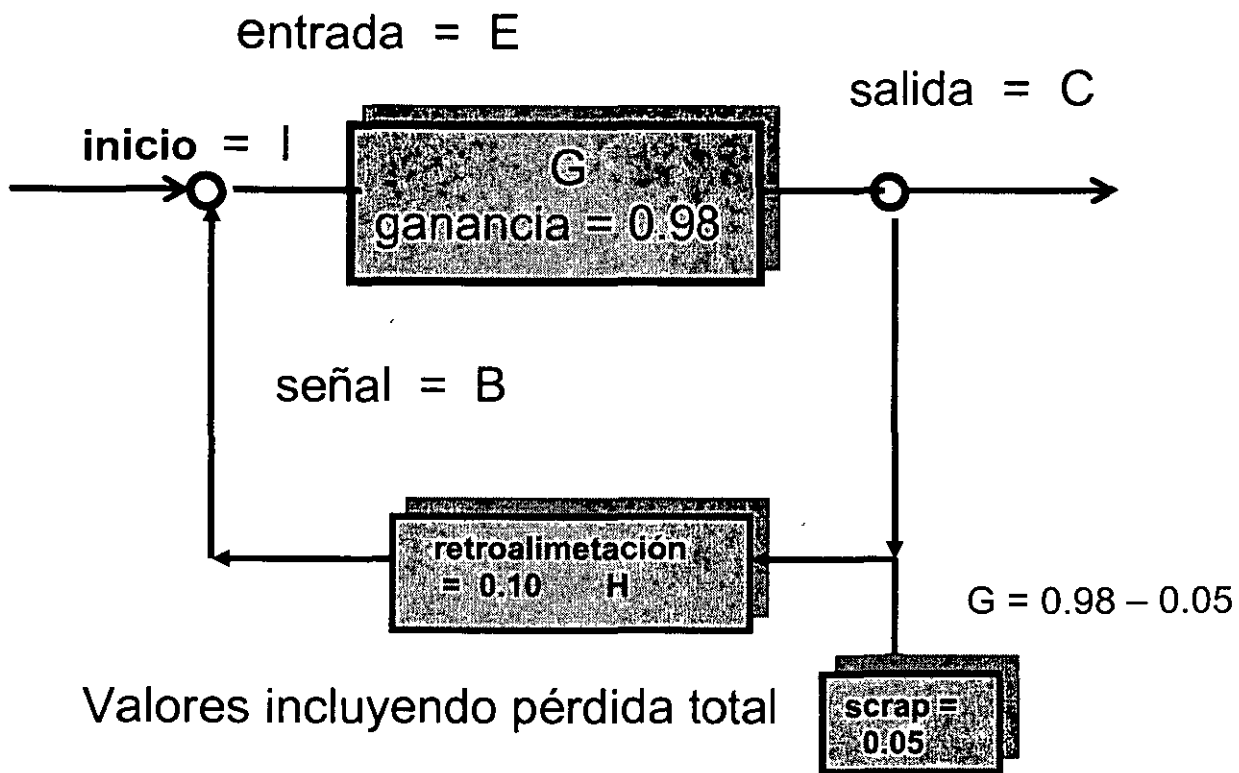 entrada = E
salida = C
inicio = I
G
ganancia = 0.98
señal = B
retroalimetación
= 0.10 H
G = 0.98 – 0.05
Valores incluyendo pérdida total
scrap =
0.05